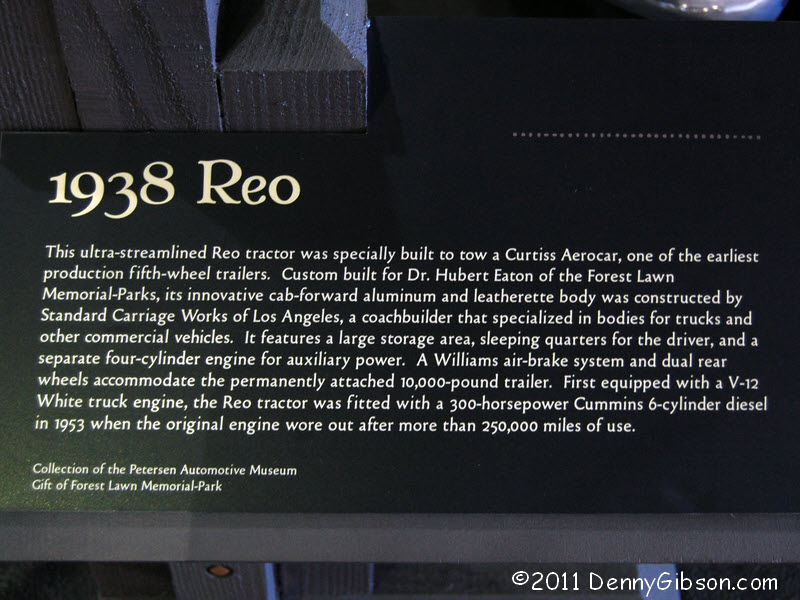 1938 Reo
This ultra-streamlined Reo tractor was specially built to tow a Curtiss Aerocar, one of the earliest
production fifth-wheel trailers.  Custom built for Dr. Hubert Eaton of the Forest Lawn
Memorial-Parks, its innovative cab-forward aluminum and leatherette body was constructed by
Standard Carriage Works of Los Angeles, a coachbuilder that specialized in bodies for trucks and
other commercial vehicles.  It features a large storage area, sleeping quarters for the driver, and a
separate four-cylinder engine for auxiliary power.  A Williams air-brake system and dual rear
wheels accommodate the permanently attached 10,000-pound trailer.  First equipped with a V-12
White truck engine, the Reo tractor was fitted with a 300-horsepower Cummins 6-cylinder diesel
in 1953 when the original engine wore out after more than 250,000 miles of use.
Collection of the Petersen Automotive Museum
Gift of Forest Lawn Memorial-Park
©2011 DennyGibson.com